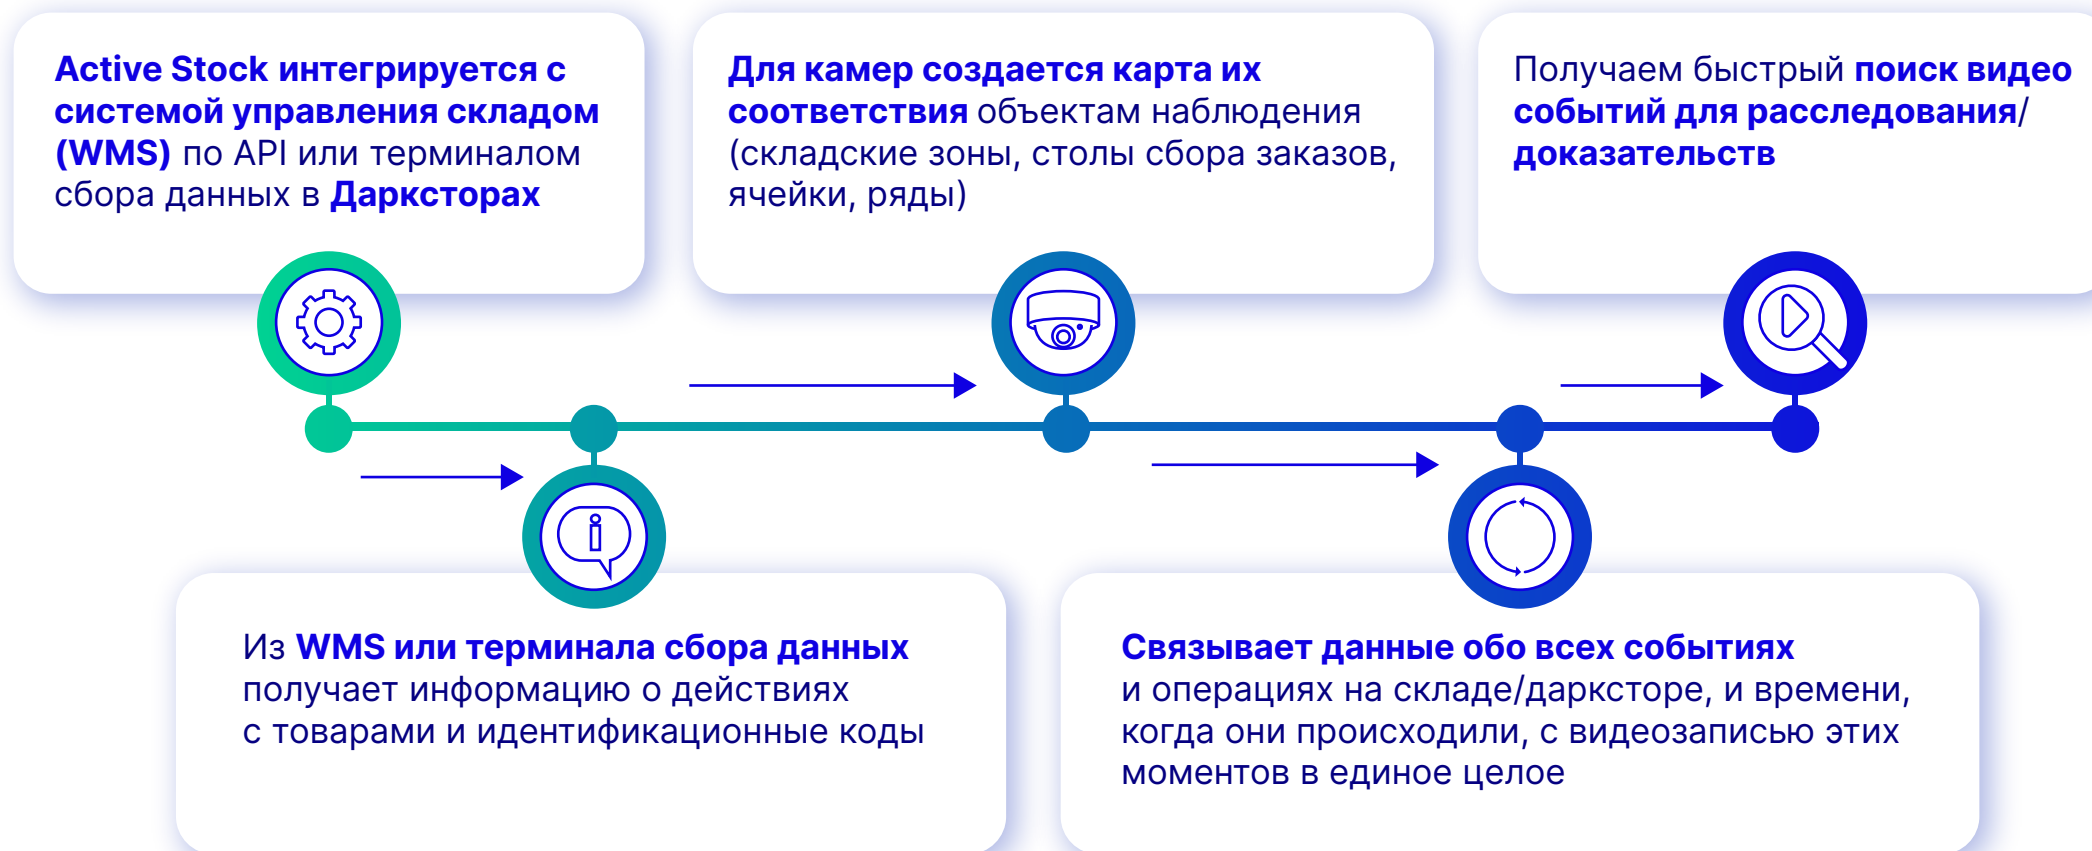 Active Stock интегрируется с
системой управления складом
(WMS) по API или терминалом
сбора данных в Дарксторах
Из WMS или терминала сбора данных
получает информацию о действиях
с товарами и идентификационные коды
Для камер создается карта их
соответствия объектам наблюдения
(складские зоны, столы сбора заказов,
ячейки, ряды)
Связывает данные обо всех событиях
и операциях на складе/дарксторе, и времени,
когда они происходили, с видеозаписью этих
моментов в единое целое
Получаем быстрый поиск видео
событий для расследования/
доказательств